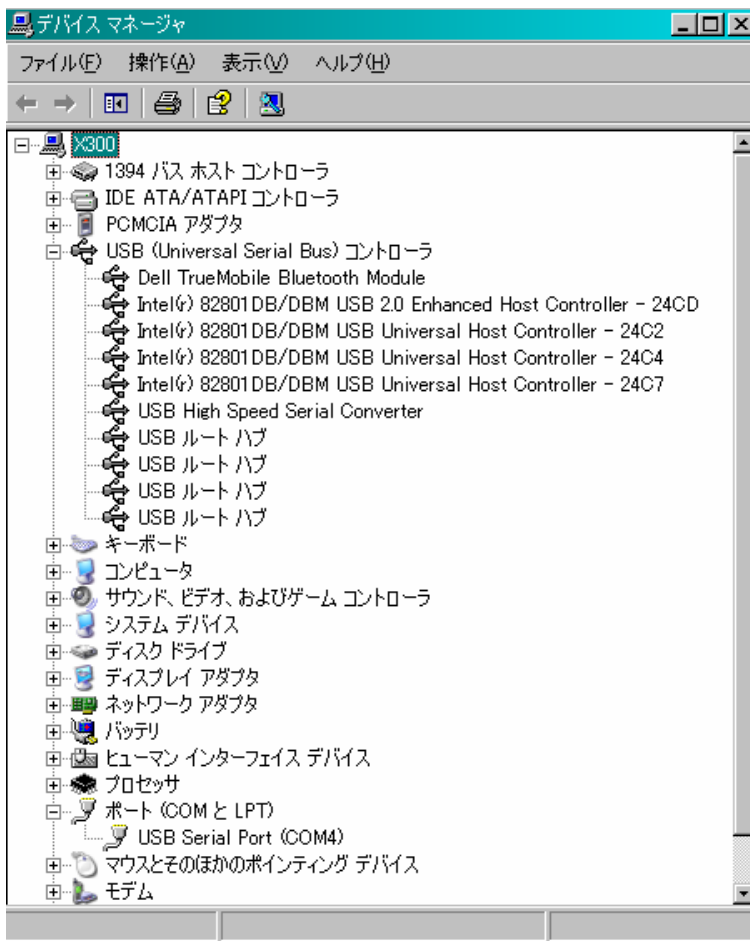 デバイス マネージャ
ファイル(F) 操作(A) 表示(V) ヘルプ(H)
X300
1394 バス ホスト コントローラ
IDE ATA/ATAPI コントローラ
PCMCIA アダプタ
USB (Universal Serial Bus) コントローラ
Dell TrueMobile Bluetooth Module
Intel(r) 82801DB/DBM USB 2.0 Enhanced Host Controller - 24CD
Intel(r) 82801DB/DBM USB Universal Host Controller - 24C2
Intel(r) 82801DB/DBM USB Universal Host Controller - 24C4
Intel(r) 82801DB/DBM USB Universal Host Controller - 24C7
USB High Speed Serial Converter
USB ルート ハブ
USB ルート ハブ
USB ルート ハブ
USB ルート ハブ
キーボード
コンピュータ
サウンド、ビデオ、およびゲーム コントローラ
システム デバイス
ディスク ドライブ
ディスプレイ アダプタ
ネットワーク アダプタ
バッテリ
ヒューマン インターフェイス デバイス
プロセッサ
ポート (COM と LPT)
USB Serial Port (COM4)
マウスとそのほかのポインティング デバイス
モデム